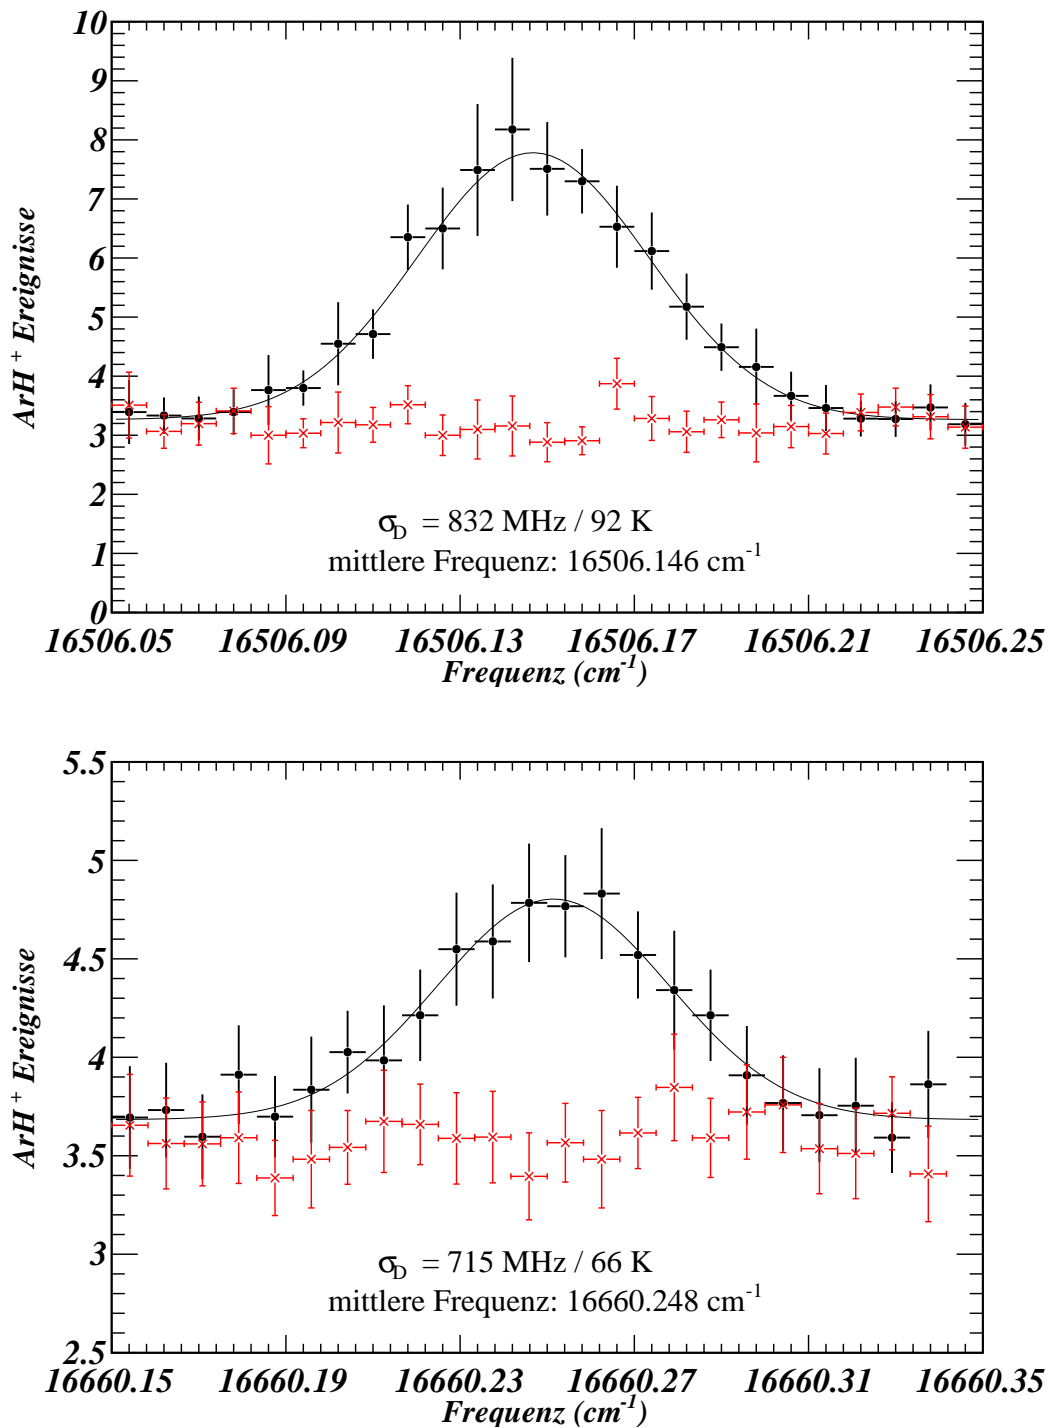 10
9
8
7
6
5
4
3
2
1
0
ArH + Ereignisse
σD = 832 MHz / 92 K
mittlere Frequenz: 16506.146 cm-1
16506.05 16506.09 16506.13 16506.17 16506.21 16506.25
Frequenz (cm-1)
5.5
5
4.5
4
3.5
3
2.5
ArH + Ereignisse
σD = 715 MHz / 66 K
mittlere Frequenz: 16660.248 cm-1
16660.15 16660.19 16660.23 16660.27 16660.31 16660.35
Frequenz (cm-1)